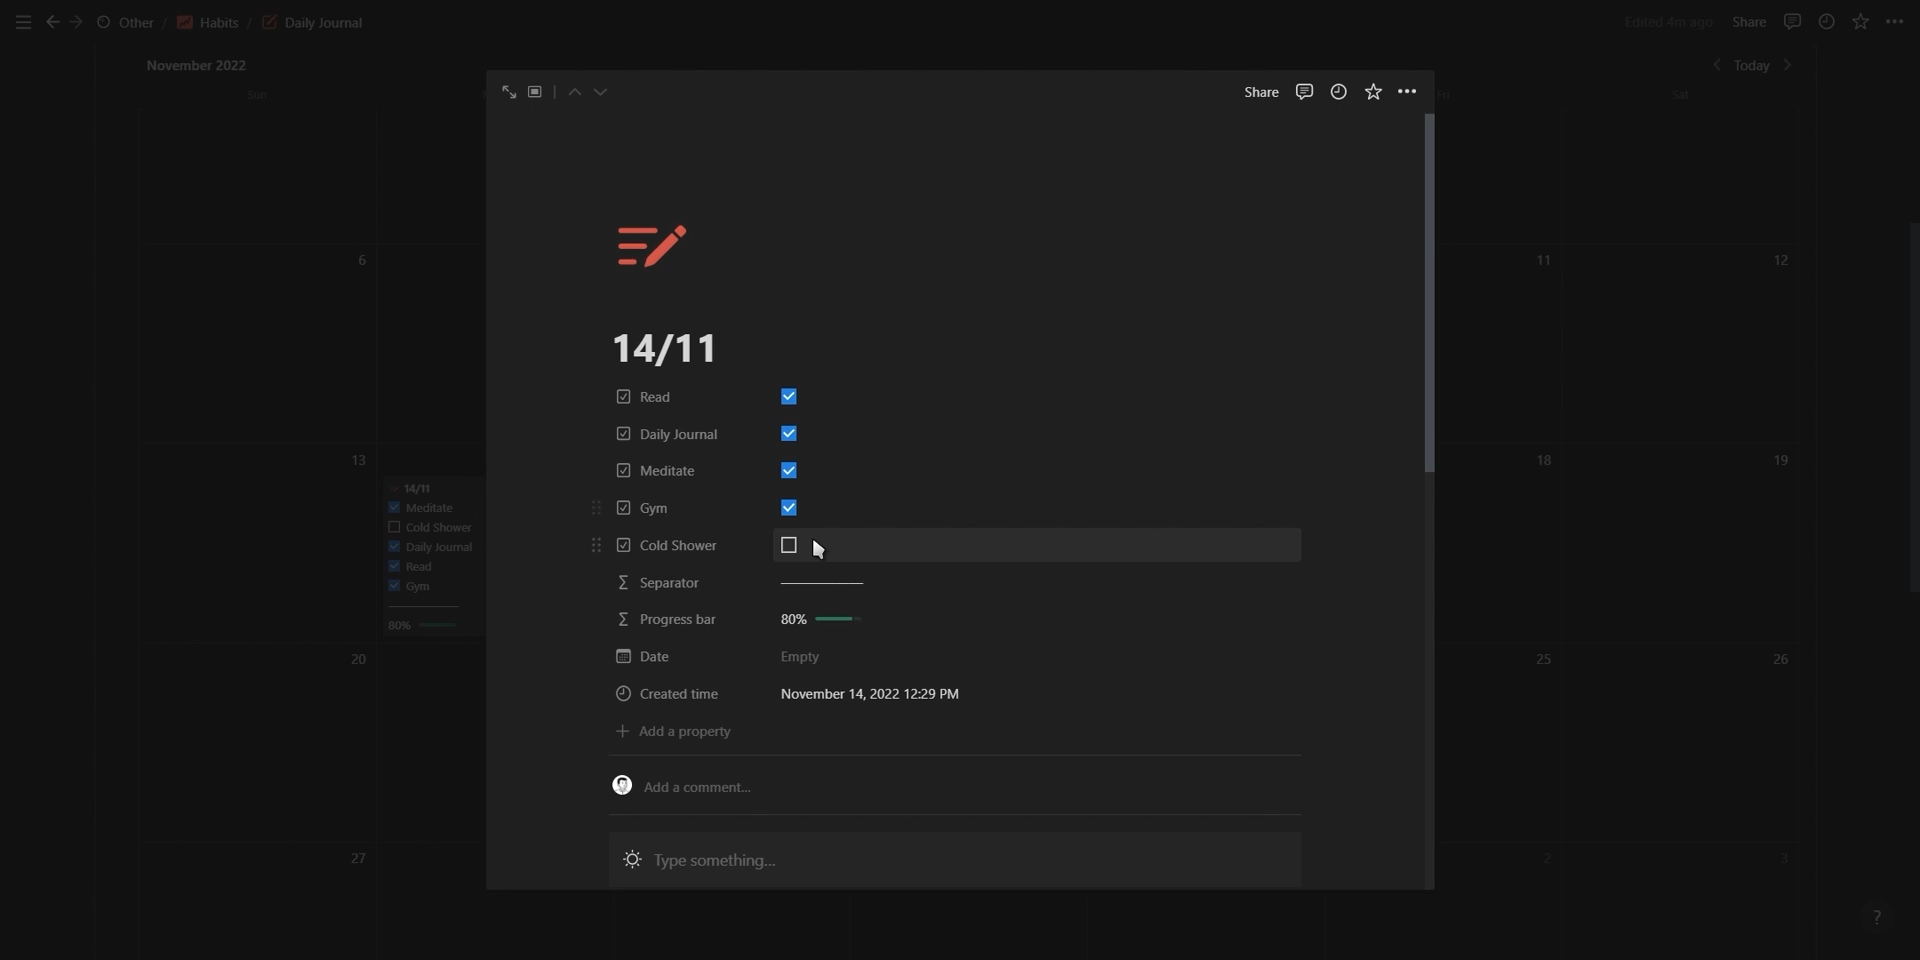 Other / Habits / Daily Journal
Edited 4m ago Share
November 2022
Today
Sun
Fri
Sat
Share
6
11
12
14/11
Read
Daily Journal
Meditate
Gym
Cold Shower
Separator
Progress bar 80%
Date Empty
Created time November 14, 2022 12:29 PM
+ Add a property
Add a comment...
Type something...
13
14/11
Meditate
Cold Shower
Daily Journal
Read
Gym
80%
18
19
20
25
26
27
2
3
?